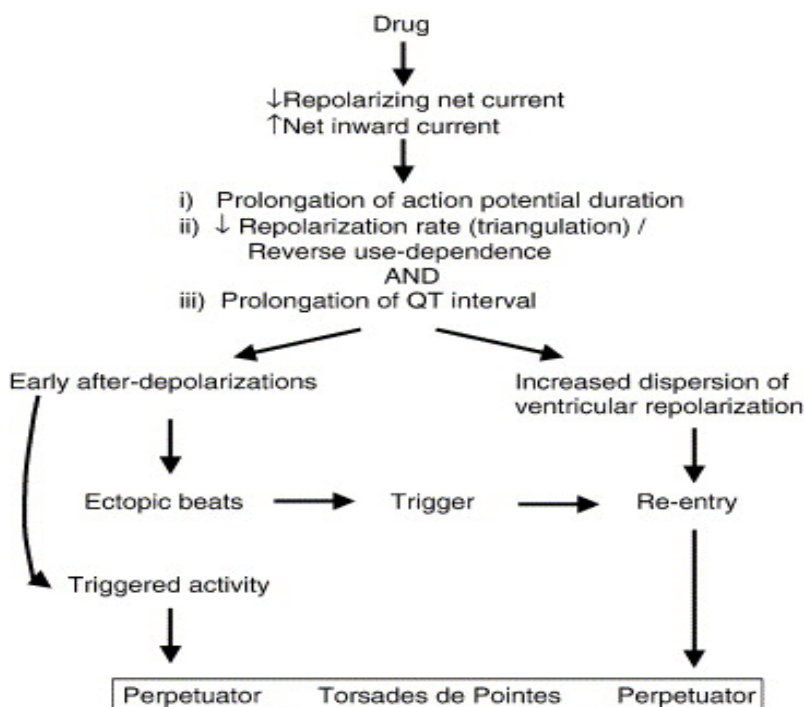 Drug
↓Repolarizing net current
↑Net inward current
i) Prolongation of action potential duration
ii) ↓ Repolarization rate (triangulation) /
Reverse use-dependence
AND
iii) Prolongation of QT interval
Early after-depolarizations
Increased dispersion of
ventricular repolarization
Ectopic beats
Trigger
Re-entry
Triggered activity
Perpetuator
Torsades de Pointes
Perpetuator